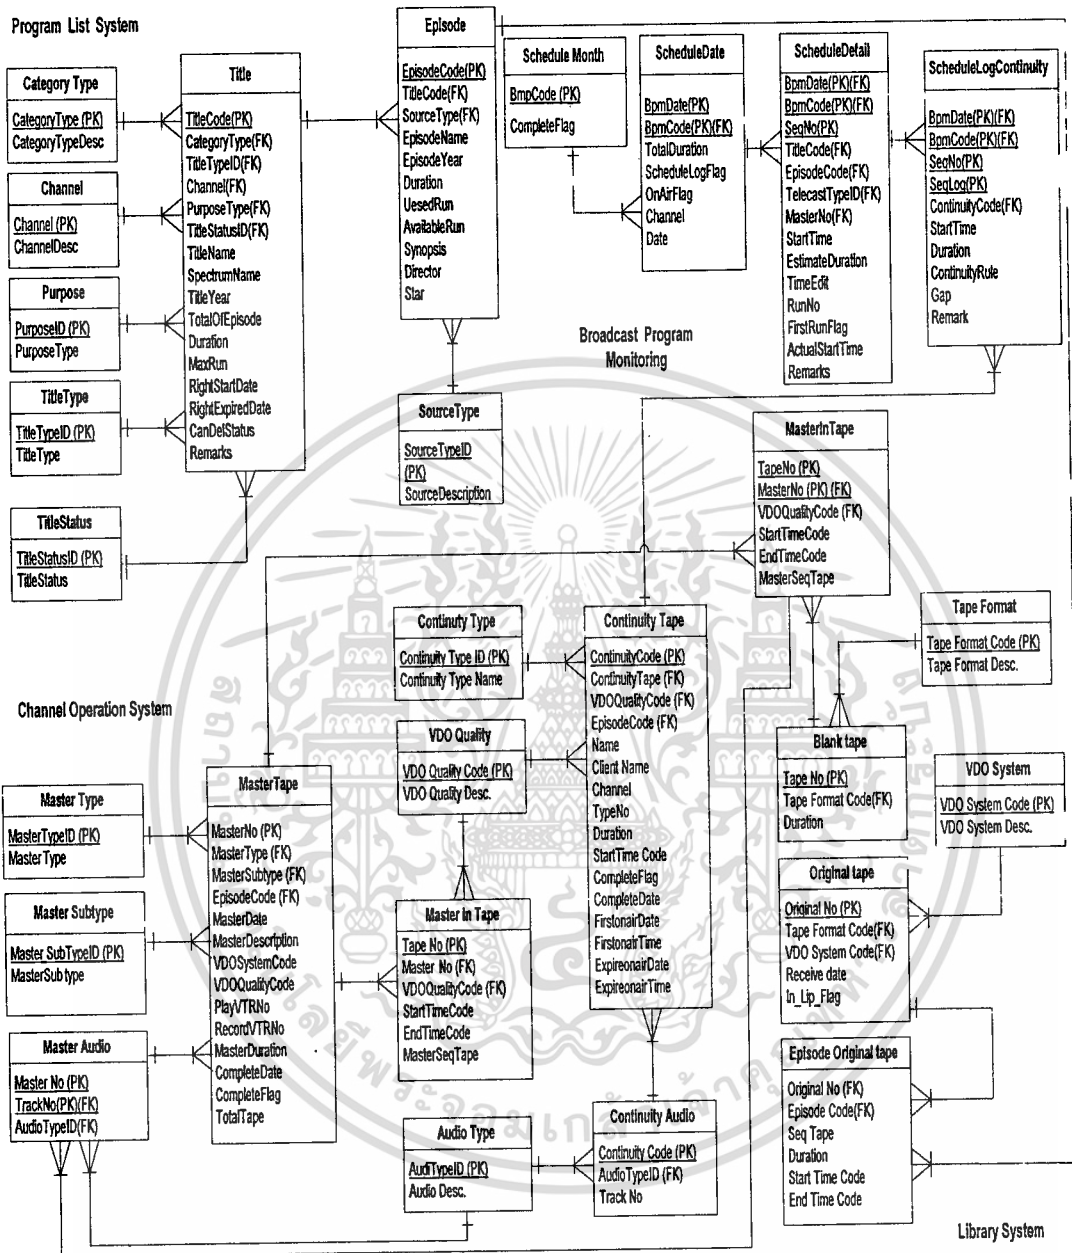 Program List System
Category Type
CategoryType (PK)
CategoryTypeDesc
Channel
Channel (PK)
ChannelDesc
Purpose
PurposeID (PK)
PurposeType
TitleType
TitleTypeID (PK)
TitleType
TitleStatus
TitleStatusID (PK)
TitleStatus
Title
TitleCode(PK)
CategoryType(FK)
TitleTypeID(FK)
Channel(FK)
PurposeType(FK)
TitleStatusID(FK)
TitleName
SpectrumName
TitleYear
TotalOfEpisode
Duration
MaxRun
RightStartDate
RightExpiredDate
CanDelStatus
Remarks
Episode
EpisodeCode(PK)
TitleCode(FK)
SourceType(FK)
EpisodeName
EpisodeYear
Duration
UesedRun
AvailableRun
Synopsis
Director
Star
SourceType
SourceTypeID
(PK)
SourceDescription
Schedule Month
BmpCode (PK)
CompleteFlag
ScheduleDate
BpmDate(PK)
BpmCode(PK)(FK)
TotalDuration
ScheduleLogFlag
OnAirFlag
Channel
Date
ScheduleDetail
BpmDate(PK)(FK)
BpmCode(PK)(FK)
SeqNo(PK)
TitleCode(FK)
EpisodeCode(FK)
TelecastTypeID(FK)
MasterNo(FK)
StartTime
EstimateDuration
TimeEdit
RunNo
FirstRunFlag
ActualStartTime
Remarks
ScheduleLogContinuity
BpmDate(PK)(FK)
BpmCode(PK)(FK)
SeqNo(PK)
SeqLog(PK)
ContinuityCode(FK)
StartTime
Duration
ContinuityRule
Gap
Remark
Broadcast Program
Monitoring
MasterInTape
TapeNo (PK)
MasterNo (PK) (FK)
VDOQualityCode (FK)
StartTimeCode
EndTimeCode
MasterSeqTape
Tape Format
Tape Format Code (PK)
Tape Format Desc.
Continuty Type
Continuity Type ID (PK)
Continuity Type Name
Continuity Tape
ContinuityCode (PK)
ContinuityTape (FK)
VDOQualityCode (FK)
EpisodeCode (FK)
Name
Client Name
Channel
TypeNo
Duration
StartTime Code
CompleteFlag
CompleteDate
FirstonairDate
FirstonairTime
ExpireonairDate
ExpireonairTime
Channel Operation System
VDO Quality
VDO Quality Code (PK)
VDO Quality Desc.
Blank tape
Tape No (PK)
Tape Format Code(FK)
Duration
VDO System
VDO System Code (PK)
VDO System Desc.
Master Type
MasterTypeID (PK)
MasterType
Master Subtype
Master SubTypeID (PK)
MasterSubtype
Master Audio
Master No (PK)
TrackNo(PK)(FK)
AudioTypeID(FK)
MasterTape
MasterNo (PK)
MasterType (FK)
MasterSubtype (FK)
EpisodeCode (FK)
MasterDate
MasterDescription
VDOSystemCode
VDOQualityCode
PlayVTRNo
RecordVTRNo
MasterDuration
CompleteDate
CompleteFlag
TotalTape
Master In Tape
Tape No (PK)
Master No (FK)
VDOQualityCode (FK)
StartTimeCode
EndTimeCode
MasterSeqTape
Original tape
Original No (PK)
Tape Format Code(FK)
VDO System Code(FK)
Receive date
In_Lip_Flag
Episode Original tape
Original No (FK)
Episode Code(FK)
Seq Tape
Duration
Start Time Code
End Time Code
Audio Type
AudiTypeID (PK)
Audio Desc.
Continuity Audio
Continuity Code (PK)
AudioTypeID (FK)
Track No
Library System